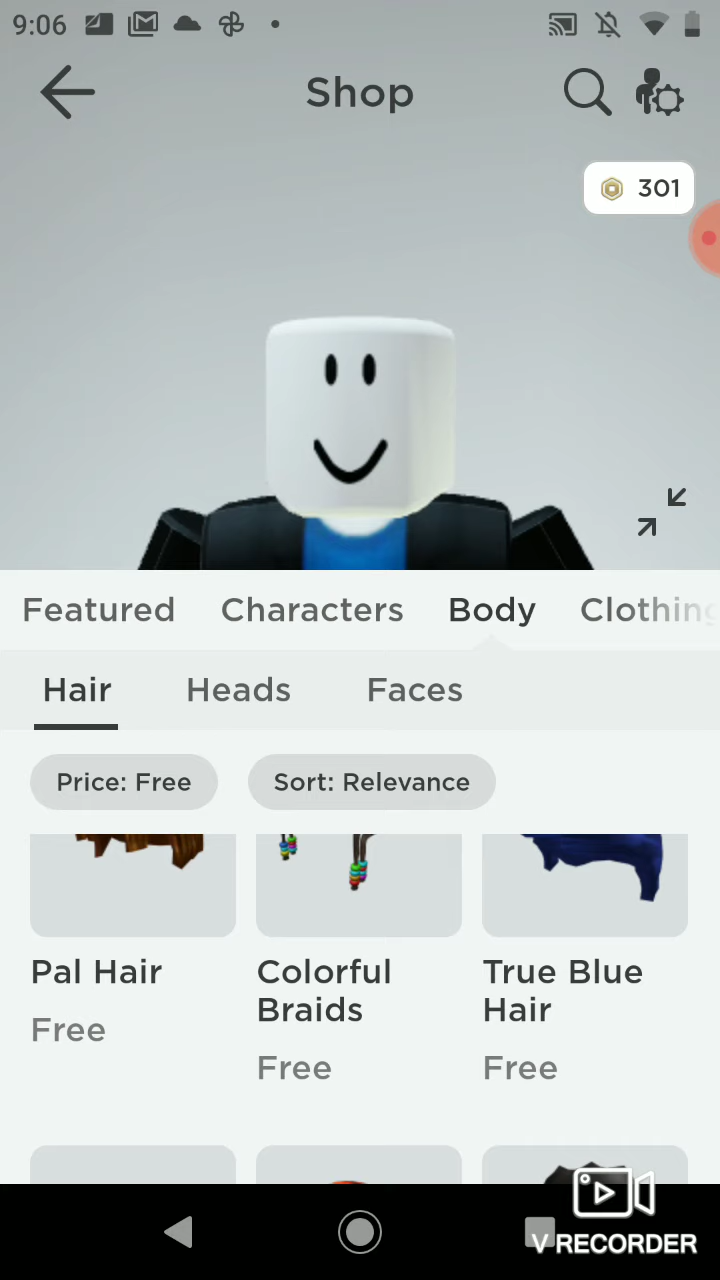 9:06
Shop
301
Featured Characters Body Clothing
Hair Heads Faces
Price: Free Sort: Relevance
Pal Hair
Free
Colorful
Braids
Free
True Blue
Hair
Free
V RECORDER